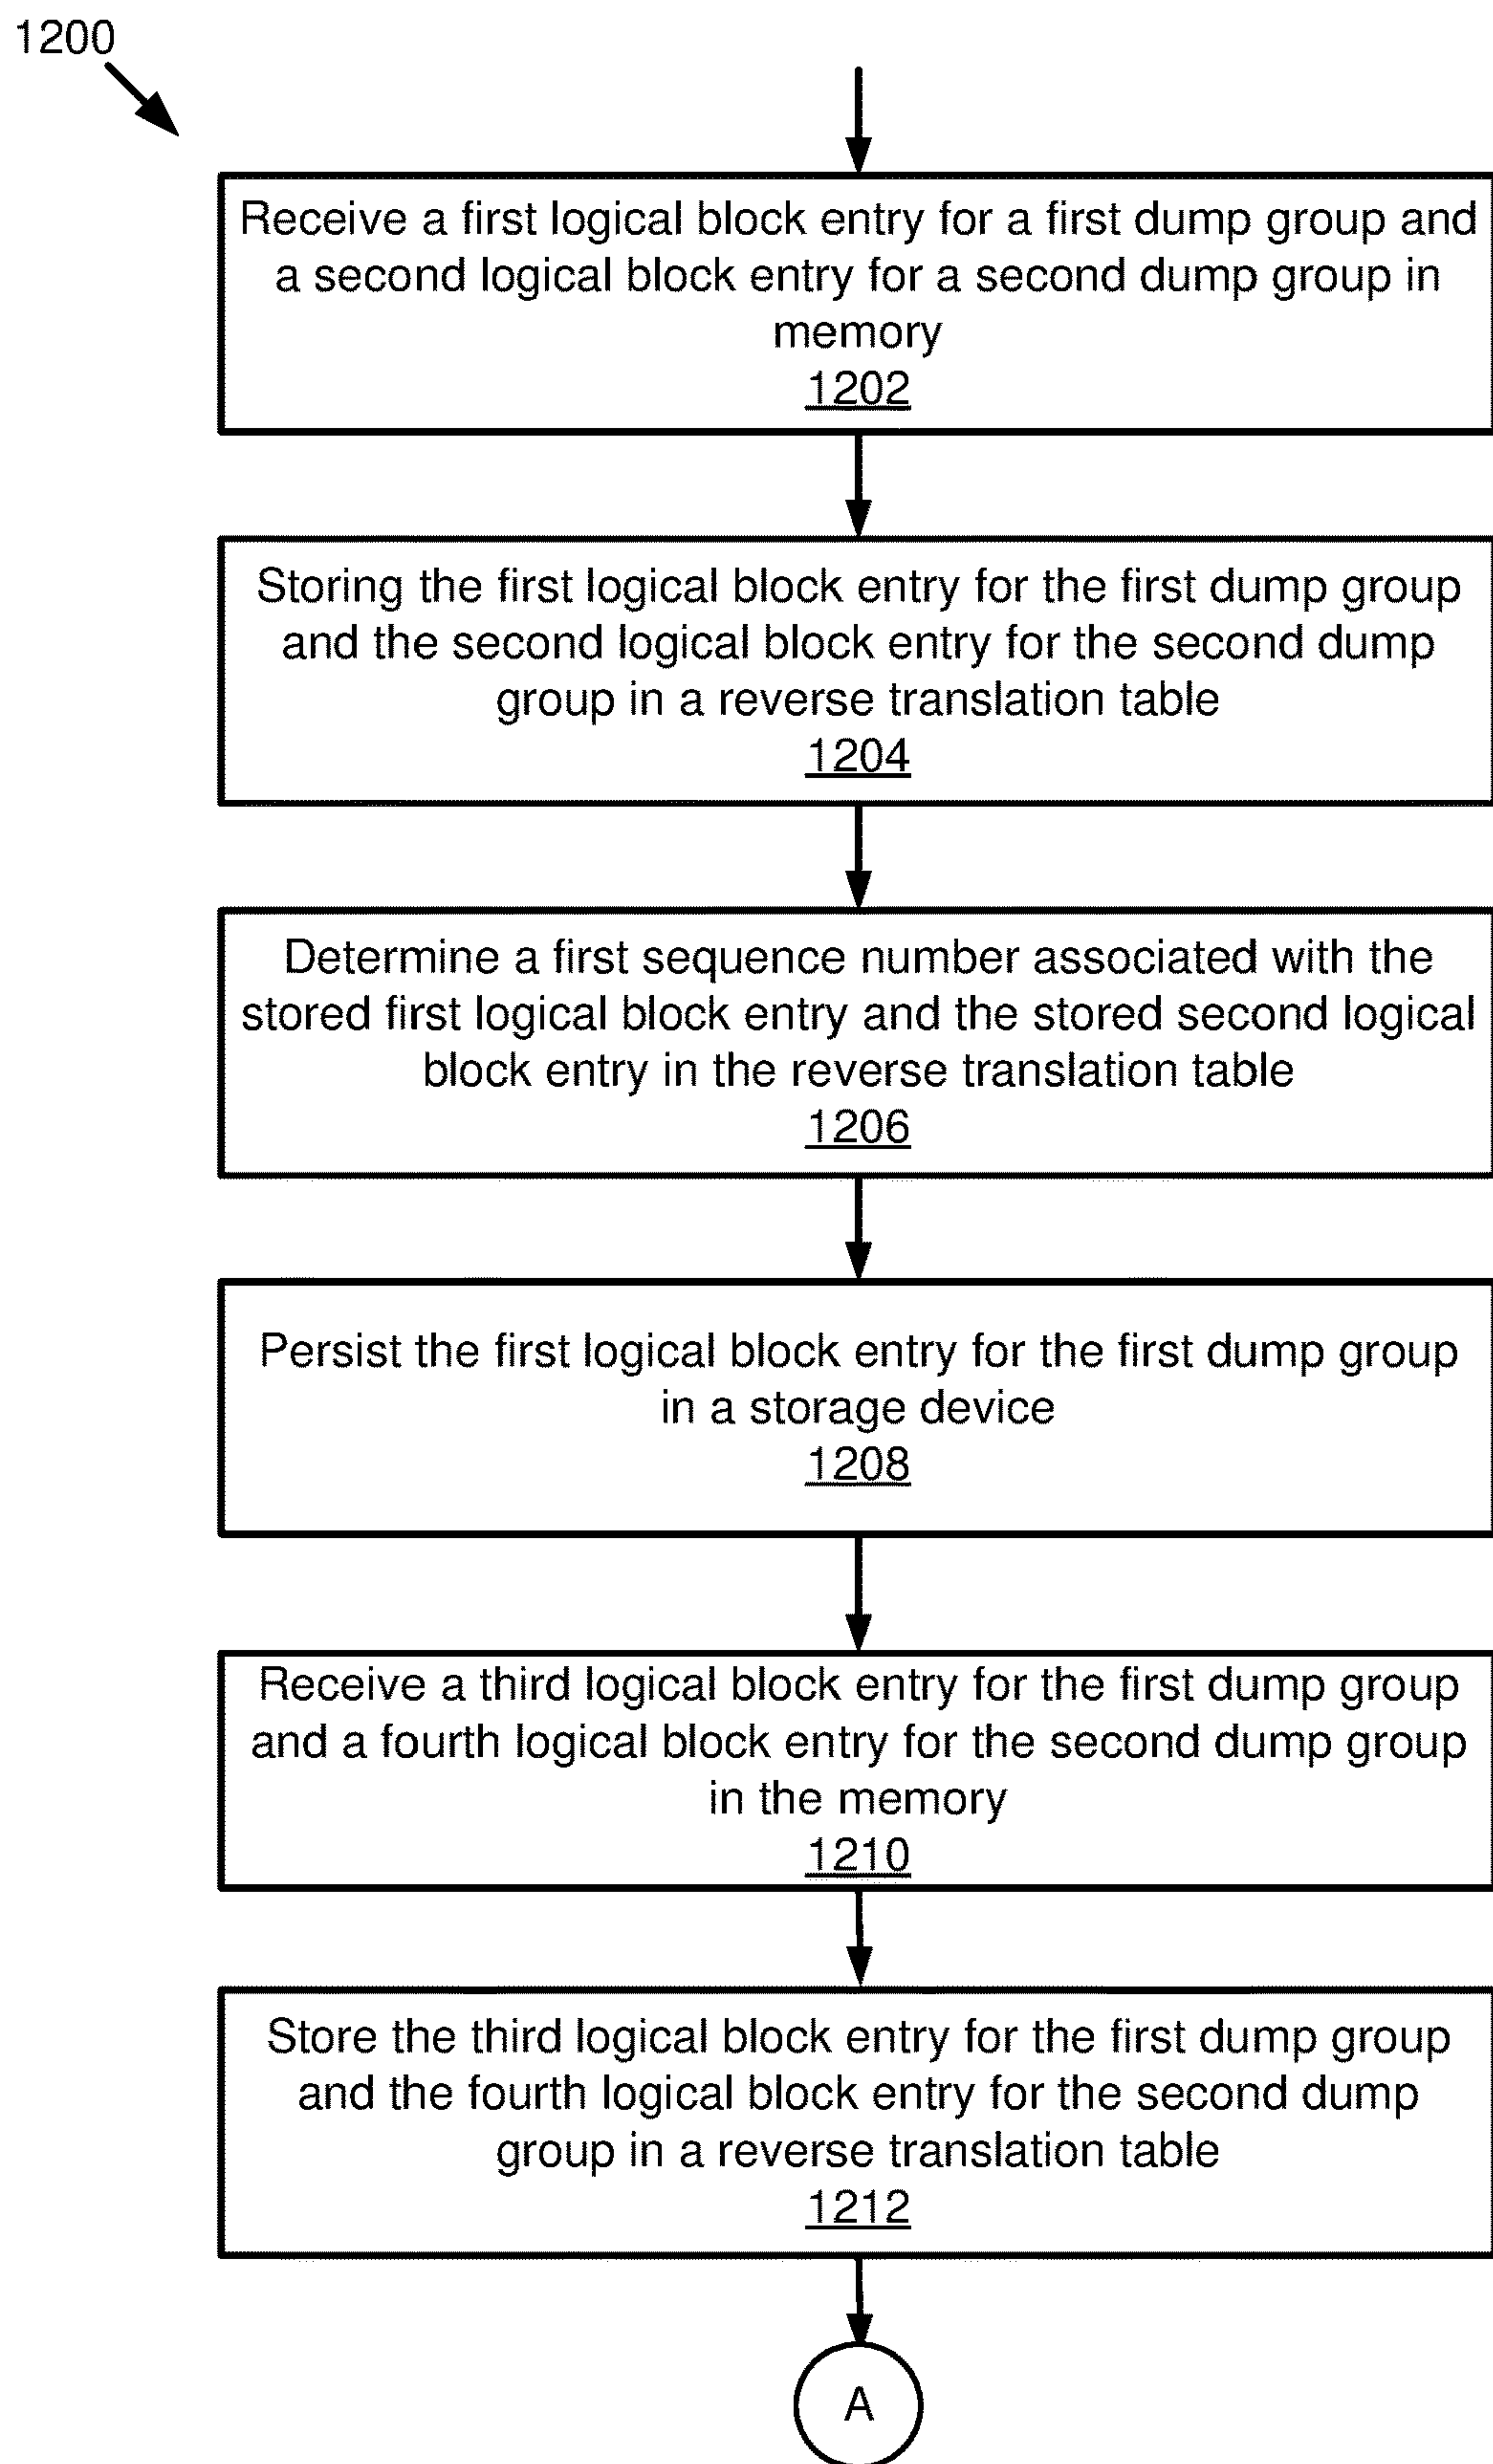 1200
Receive a first logical block entry for a first dump group and
a second logical block entry for a second dump group in
memory
1202
Storing the first logical block entry for the first dump group
and the second logical block entry for the second dump
group in a reverse translation table
1204
Determine a first sequence number associated with the
stored first logical block entry and the stored second logical
block entry in the reverse translation table
1206
Persist the first logical block entry for the first dump group
in a storage device
1208
Receive a third logical block entry for the first dump group
and a fourth logical block entry for the second dump group
in the memory
1210
Store the third logical block entry for the first dump group
and the fourth logical block entry for the second dump
group in a reverse translation table
1212
A